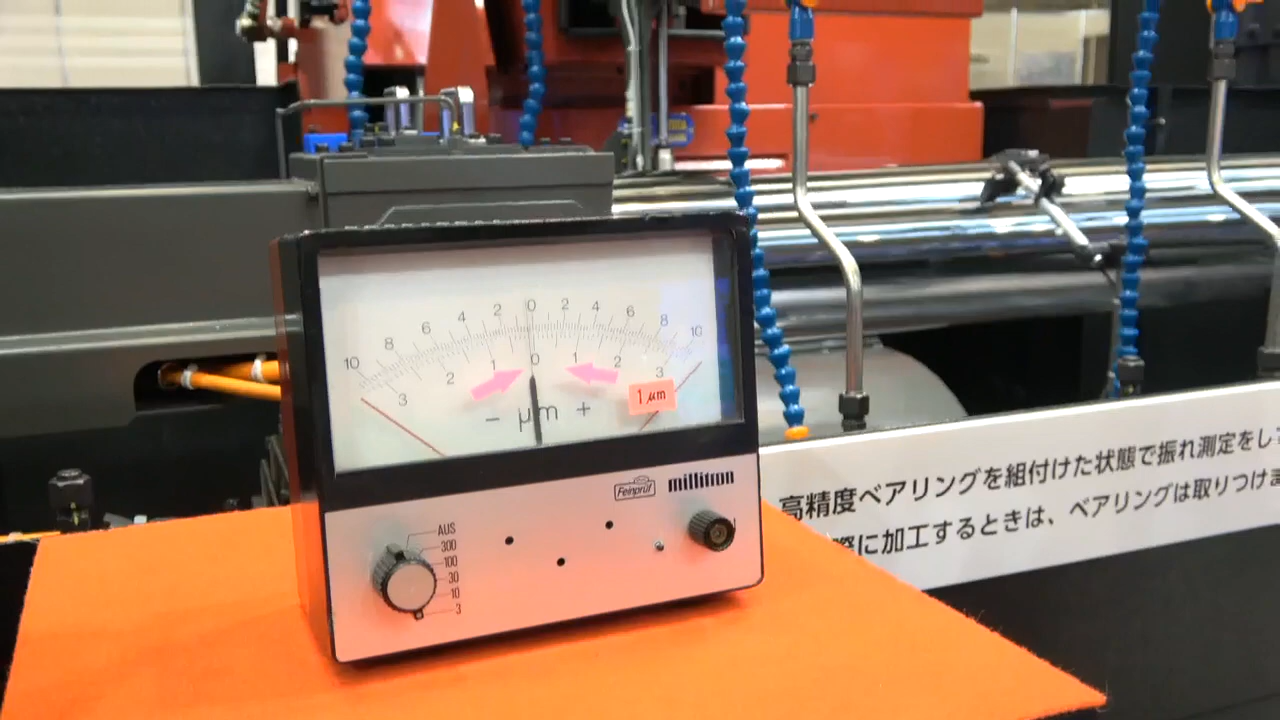 10 8 6 4 2 0 2 4 6 8 10
3 2 1 0 1 2 3
1μm
− μm +
Feinprüf millitron
AUS
300
100
30
10
3
高精度ベアリングを組付けた状態で振れ測定をし
に加工するときは、ベアリングは取りつけま